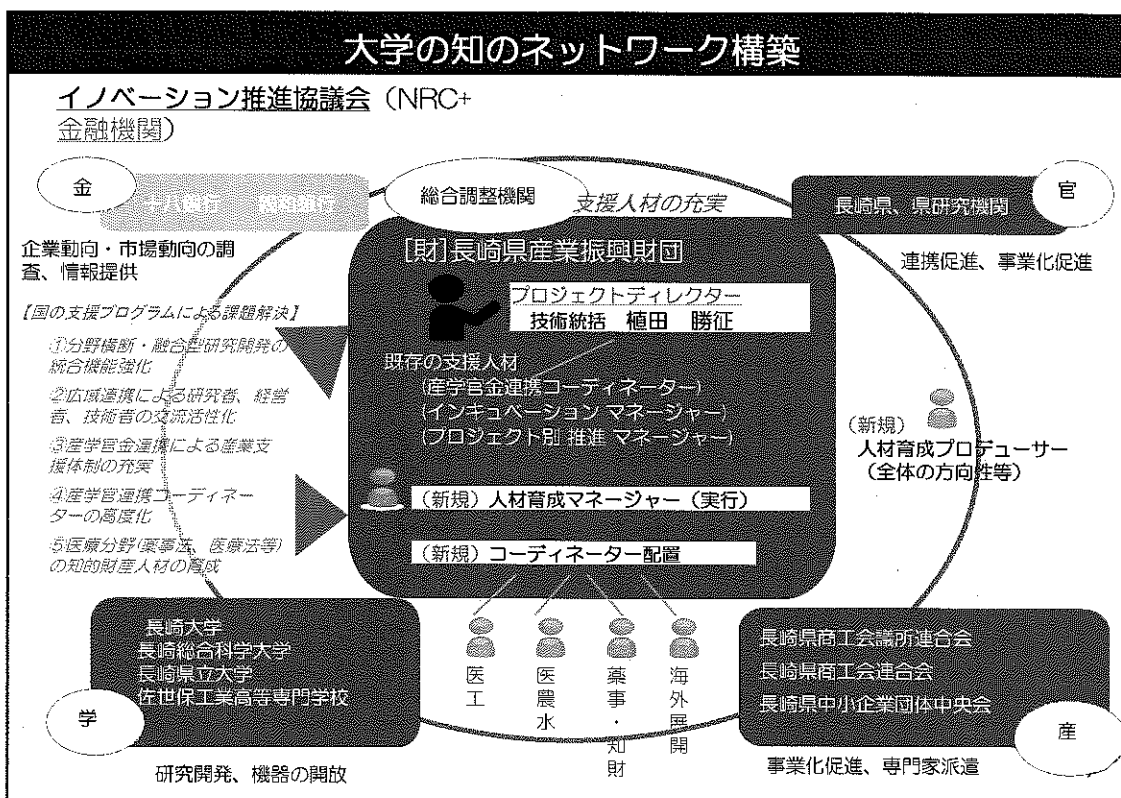 大学の知のネットワーク構築
イノベーション推進協議会（NRC+
金融機関）
金
十八銀行　親和銀行
総合調整機関
支援人材の充実
長崎県、県研究機関
官
企業動向・市場動向の調
査、情報提供
連携促進、事業化促進
[財]長崎県産業振興財団
プロジェクトディレクター
技術統括　植田　勝征
【国の支援プログラムによる課題解決】
①分野横断・融合型研究開発の
統合機能強化
②広域連携による研究者、経営
者、技術者の交流活性化
③産学官金連携による産業支
援体制の充実
④産学官連携コーディネー
ターの高度化
⑤医療分野(薬事法、医療法等)
の知的財産人材の育成
既存の支援人材
(産学官金連携コーディネーター)
(インキュベーション マネージャー)
(プロジェクト別 推進 マネージャー)
（新規）人材育成マネージャー（実行）
（新規）コーディネーター配置
（新規）
人材育成プロデューサー
（全体の方向性等）
長崎大学
長崎総合科学大学
長崎県立大学
佐世保工業高等専門学校
学
研究開発、機器の開放
医工
医農水
薬事・知財
海外展開
長崎県商工会議所連合会
長崎県商工会連合会
長崎県中小企業団体中央会
産
事業化促進、専門家派遣